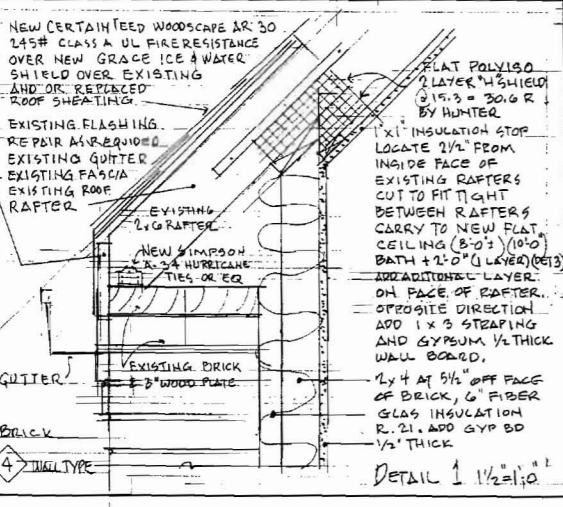 NEW CERTAINTEED WOODSCAPE AR 30
245# CLASS A UL FIRE RESISTANCE
OVER NEW GRACE ICE & WATER
SHIELD OVER EXISTING
AND OR REPLACED
ROOF SHEATING
EXISTING FLASHING
REPAIR AS REQUIDED
EXISTING GUTTER
EXISTING FASCIA
EXISTING ROOF
RAFTER
EXISTING
2x6 RAFTER
NEW SIMPSON
HURRICANE
TIES OR EQ
EXISTING BRICK
& 3" WOOD PLATE
GUTTER
BRICK
4 WALL TYPE
FLAT POLYISO
2 LAYER "H" SHIELD
@ 15.3 = 30.6 R
BY HUNTER
1"x1" INSULATION STOP
LOCATE 2 1/2" FROM
INSIDE FACE OF
EXISTING RAFTERS
CUT TO FIT TIGHT
BETWEEN RAFTERS
CARRY TO NEW FLAT
CEILING (8'-0"±)(10'-0)
BATH + 2'-0" (1 LAYER) (DET 3)
ADD ADITIONAL LAYER
ON FACE OF RAFTER.
OPPOSITE DIRECTION
ADD 1 x 3 STRAPING
AND GYPSUM 1/2 THICK
WALL BOARD.
2x4 AT 5 1/2" OFF FACE
OF BRICK, 6" FIBER
GLAS INSULATION
R.21. ADD GYP BD
1/2" THICK
DETAIL 1 1 1/2"=1'-0"